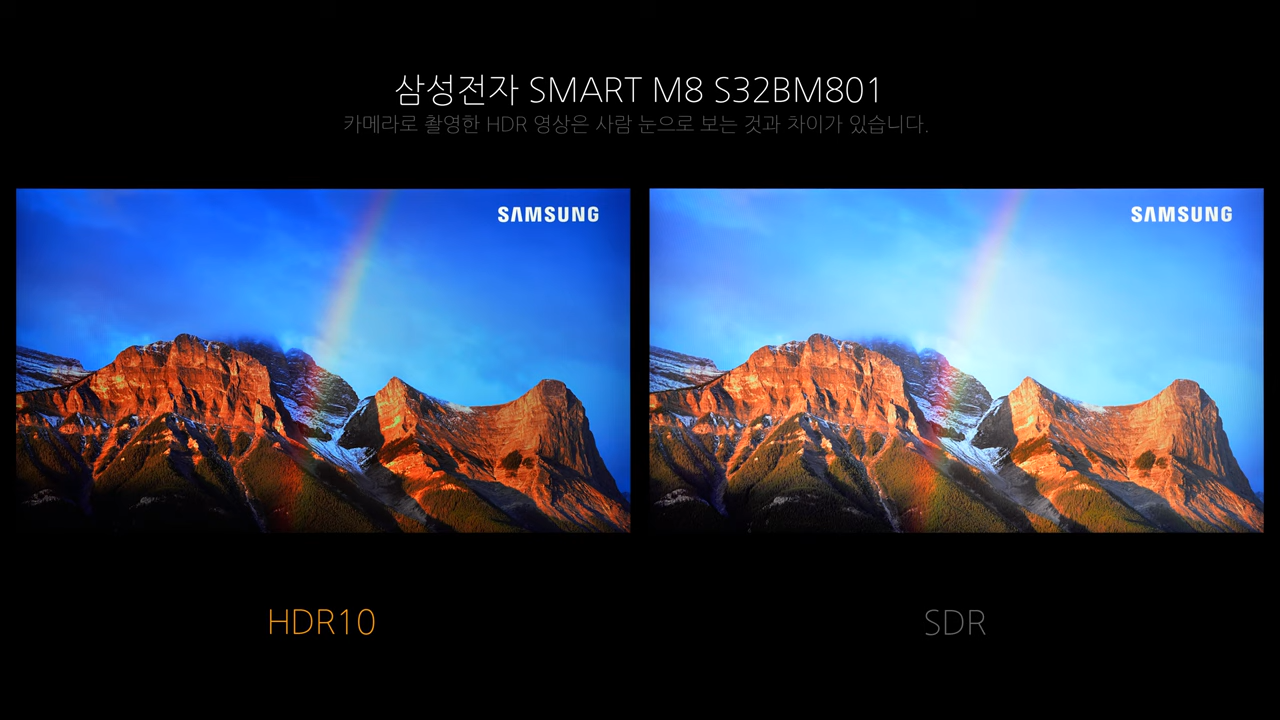 삼성전자 SMART M8 S32BM801
카메라로 촬영한 HDR 영상은 사람 눈으로 보는 것과 차이가 있습니다.
SAMSUNG
SAMSUNG
HDR10
SDR